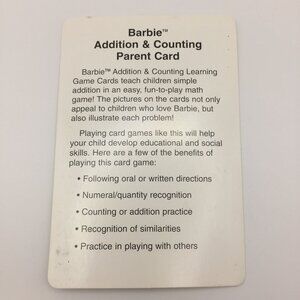 Barbie™
Addition & Counting
Parent Card
Barbie™ Addition & Counting Learning
Game Cards teach children simple
addition in an easy, fun-to-play math
game! The pictures on the cards not only
appeal to children who love Barbie, but
also illustrate each problem!
Playing card games like this will help
your child develop educational and social
skills. Here are a few of the benefits of
playing this card game:
• Following oral or written directions
• Numeral/quantity recognition
• Counting or addition practice
• Recognition of similarities
• Practice in playing with others